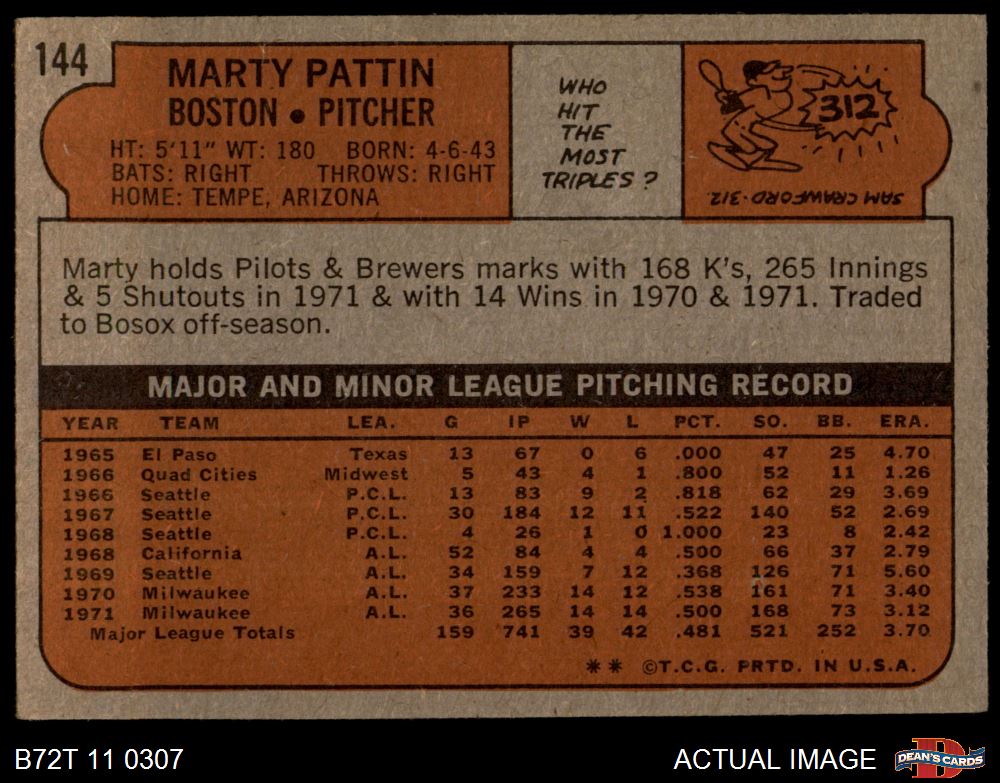 144
MARTY PATTIN
BOSTON • PITCHER
HT: 5'11" WT: 180 BORN: 4-6-43
BATS: RIGHT THROWS: RIGHT
HOME: TEMPE, ARIZONA
WHO
HIT
THE
MOST
TRIPLES?
312
SAM CRAWFORD-312
Marty holds Pilots & Brewers marks with 168 K's, 265 Innings
& 5 Shutouts in 1971 & with 14 Wins in 1970 & 1971. Traded
to Bosox off-season.
MAJOR AND MINOR LEAGUE PITCHING RECORD
YEAR TEAM LEA. G IP W L PCT. SO. BB. ERA.
1965 El Paso Texas 13 67 0 6 .000 47 25 4.70
1966 Quad Cities Midwest 5 43 4 1 .800 52 11 1.26
1966 Seattle P.C.L. 13 83 9 2 .818 62 29 3.69
1967 Seattle P.C.L. 30 184 12 11 .522 140 52 2.69
1968 Seattle P.C.L. 4 26 1 0 1.000 23 8 2.42
1968 California A.L. 52 84 4 4 .500 66 37 2.79
1969 Seattle A.L. 34 159 7 12 .368 126 71 5.60
1970 Milwaukee A.L. 37 233 14 12 .538 161 71 3.40
1971 Milwaukee A.L. 36 265 14 14 .500 168 73 3.12
Major League Totals 159 741 39 42 .481 521 252 3.70
** ©T.C.G. PRTD. IN U.S.A.
B72T 11 0307
ACTUAL IMAGE
D
DEAN'S CARDS